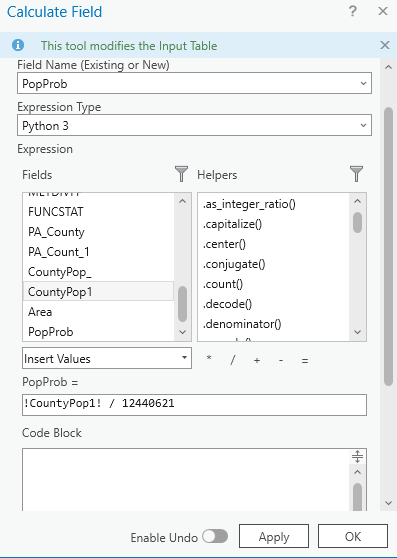 Calculate Field ? ×
This tool modifies the Input Table ×
Field Name (Existing or New)
PopProb
Expression Type
Python 3
Expression
Fields Helpers
FUNCSTAT .as_integer_ratio()
PA_County .capitalize()
PA_Count_1 .center()
CountyPop_ .conjugate()
CountyPop1 .count()
Area .decode()
PopProb .denominator()
Insert Values * / + - =
PopProb =
!CountyPop1! / 12440621
Code Block
Enable Undo Apply OK